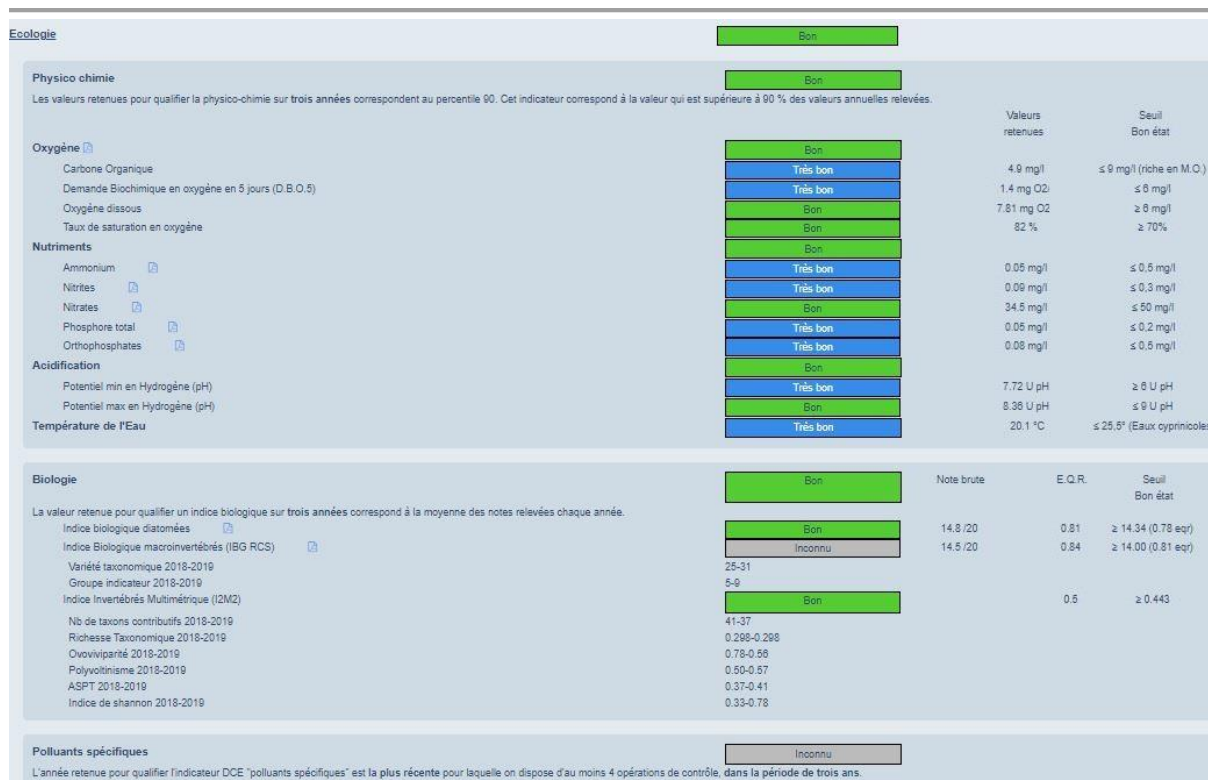 Ecologie Bon
Physico chimie Bon
Les valeurs retenues pour qualifier la physico-chimie sur trois années correspondent au percentile 90. Cet indicateur correspond à la valeur qui est supérieure à 90 % des valeurs annuelles relevées.
Valeurs Seuil
retenues Bon état
Oxygène Bon
Carbone Organique Très bon 4.9 mg/l ≤ 9 mg/l (riche en M.O.)
Demande Biochimique en oxygène en 5 jours (D.B.O.5) Très bon 1.4 mg O2/ ≤ 6 mg/l
Oxygène dissous Bon 7.81 mg O2 ≥ 6 mg/l
Taux de saturation en oxygène Bon 82 % ≥ 70%
Nutriments Bon
Ammonium Très bon 0.05 mg/l ≤ 0,5 mg/l
Nitrites Très bon 0.09 mg/l ≤ 0,3 mg/l
Nitrates Bon 34.5 mg/l ≤ 50 mg/l
Phosphore total Très bon 0.05 mg/l ≤ 0,2 mg/l
Orthophosphates Très bon 0.08 mg/l ≤ 0,5 mg/l
Acidification Bon
Potentiel min en Hydrogène (pH) Très bon 7.72 U pH ≥ 6 U pH
Potentiel max en Hydrogène (pH) Bon 8.36 U pH ≤ 9 U pH
Température de l'Eau Très bon 20.1 °C ≤ 25,5° (Eaux cyprinicoles
Biologie Bon Note brute E.Q.R. Seuil
Bon état
La valeur retenue pour qualifier un indice biologique sur trois années correspond à la moyenne des notes relevées chaque année.
Indice biologique diatomées Bon 14.8 /20 0.81 ≥ 14.34 (0.78 eqr)
Indice Biologique macroinvertébrés (IBG RCS) Inconnu 14.5 /20 0.84 ≥ 14.00 (0.81 eqr)
Variété taxonomique 2018-2019 25-31
Groupe indicateur 2018-2019 5-9
Indice Invertébrés Multimétrique (I2M2) Bon 0.5 ≥ 0.443
Nb de taxons contributifs 2018-2019 41-37
Richesse Taxonomique 2018-2019 0.298-0.298
Ovoviviparité 2018-2019 0.78-0.56
Polyvoltinisme 2018-2019 0.50-0.57
ASPT 2018-2019 0.37-0.41
Indice de shannon 2018-2019 0.33-0.78
Polluants spécifiques Inconnu
L'année retenue pour qualifier l'indicateur DCE "polluants spécifiques" est la plus récente pour laquelle on dispose d'au moins 4 opérations de contrôle, dans la période de trois ans.